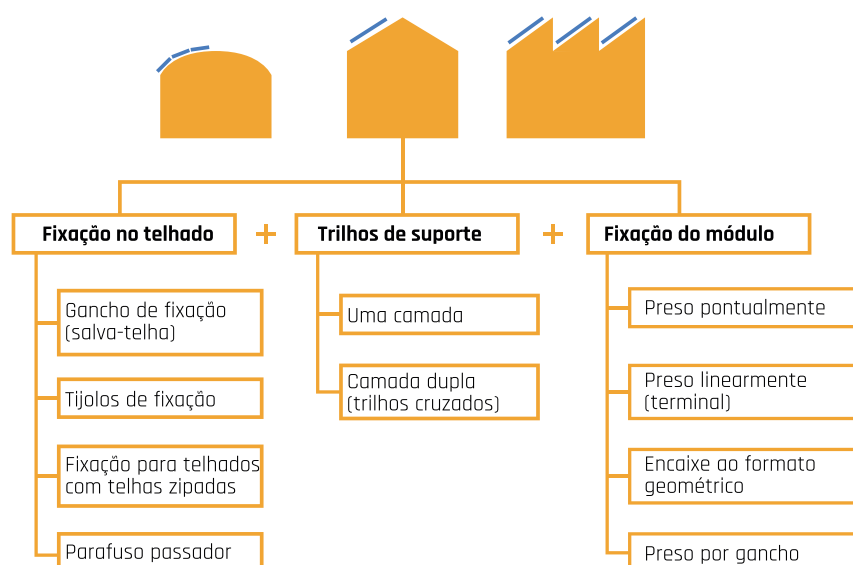 Fixação no telhado
+
Trilhos de suporte
+
Fixação do módulo
Gancho de fixação
(salva-telha)
Tijolos de fixação
Fixação para telhados
com telhas zipadas
Parafuso passador
Uma camada
Camada dupla
(trilhos cruzados)
Preso pontualmente
Preso linearmente
(terminal)
Encaixe ao formato
geométrico
Preso por gancho